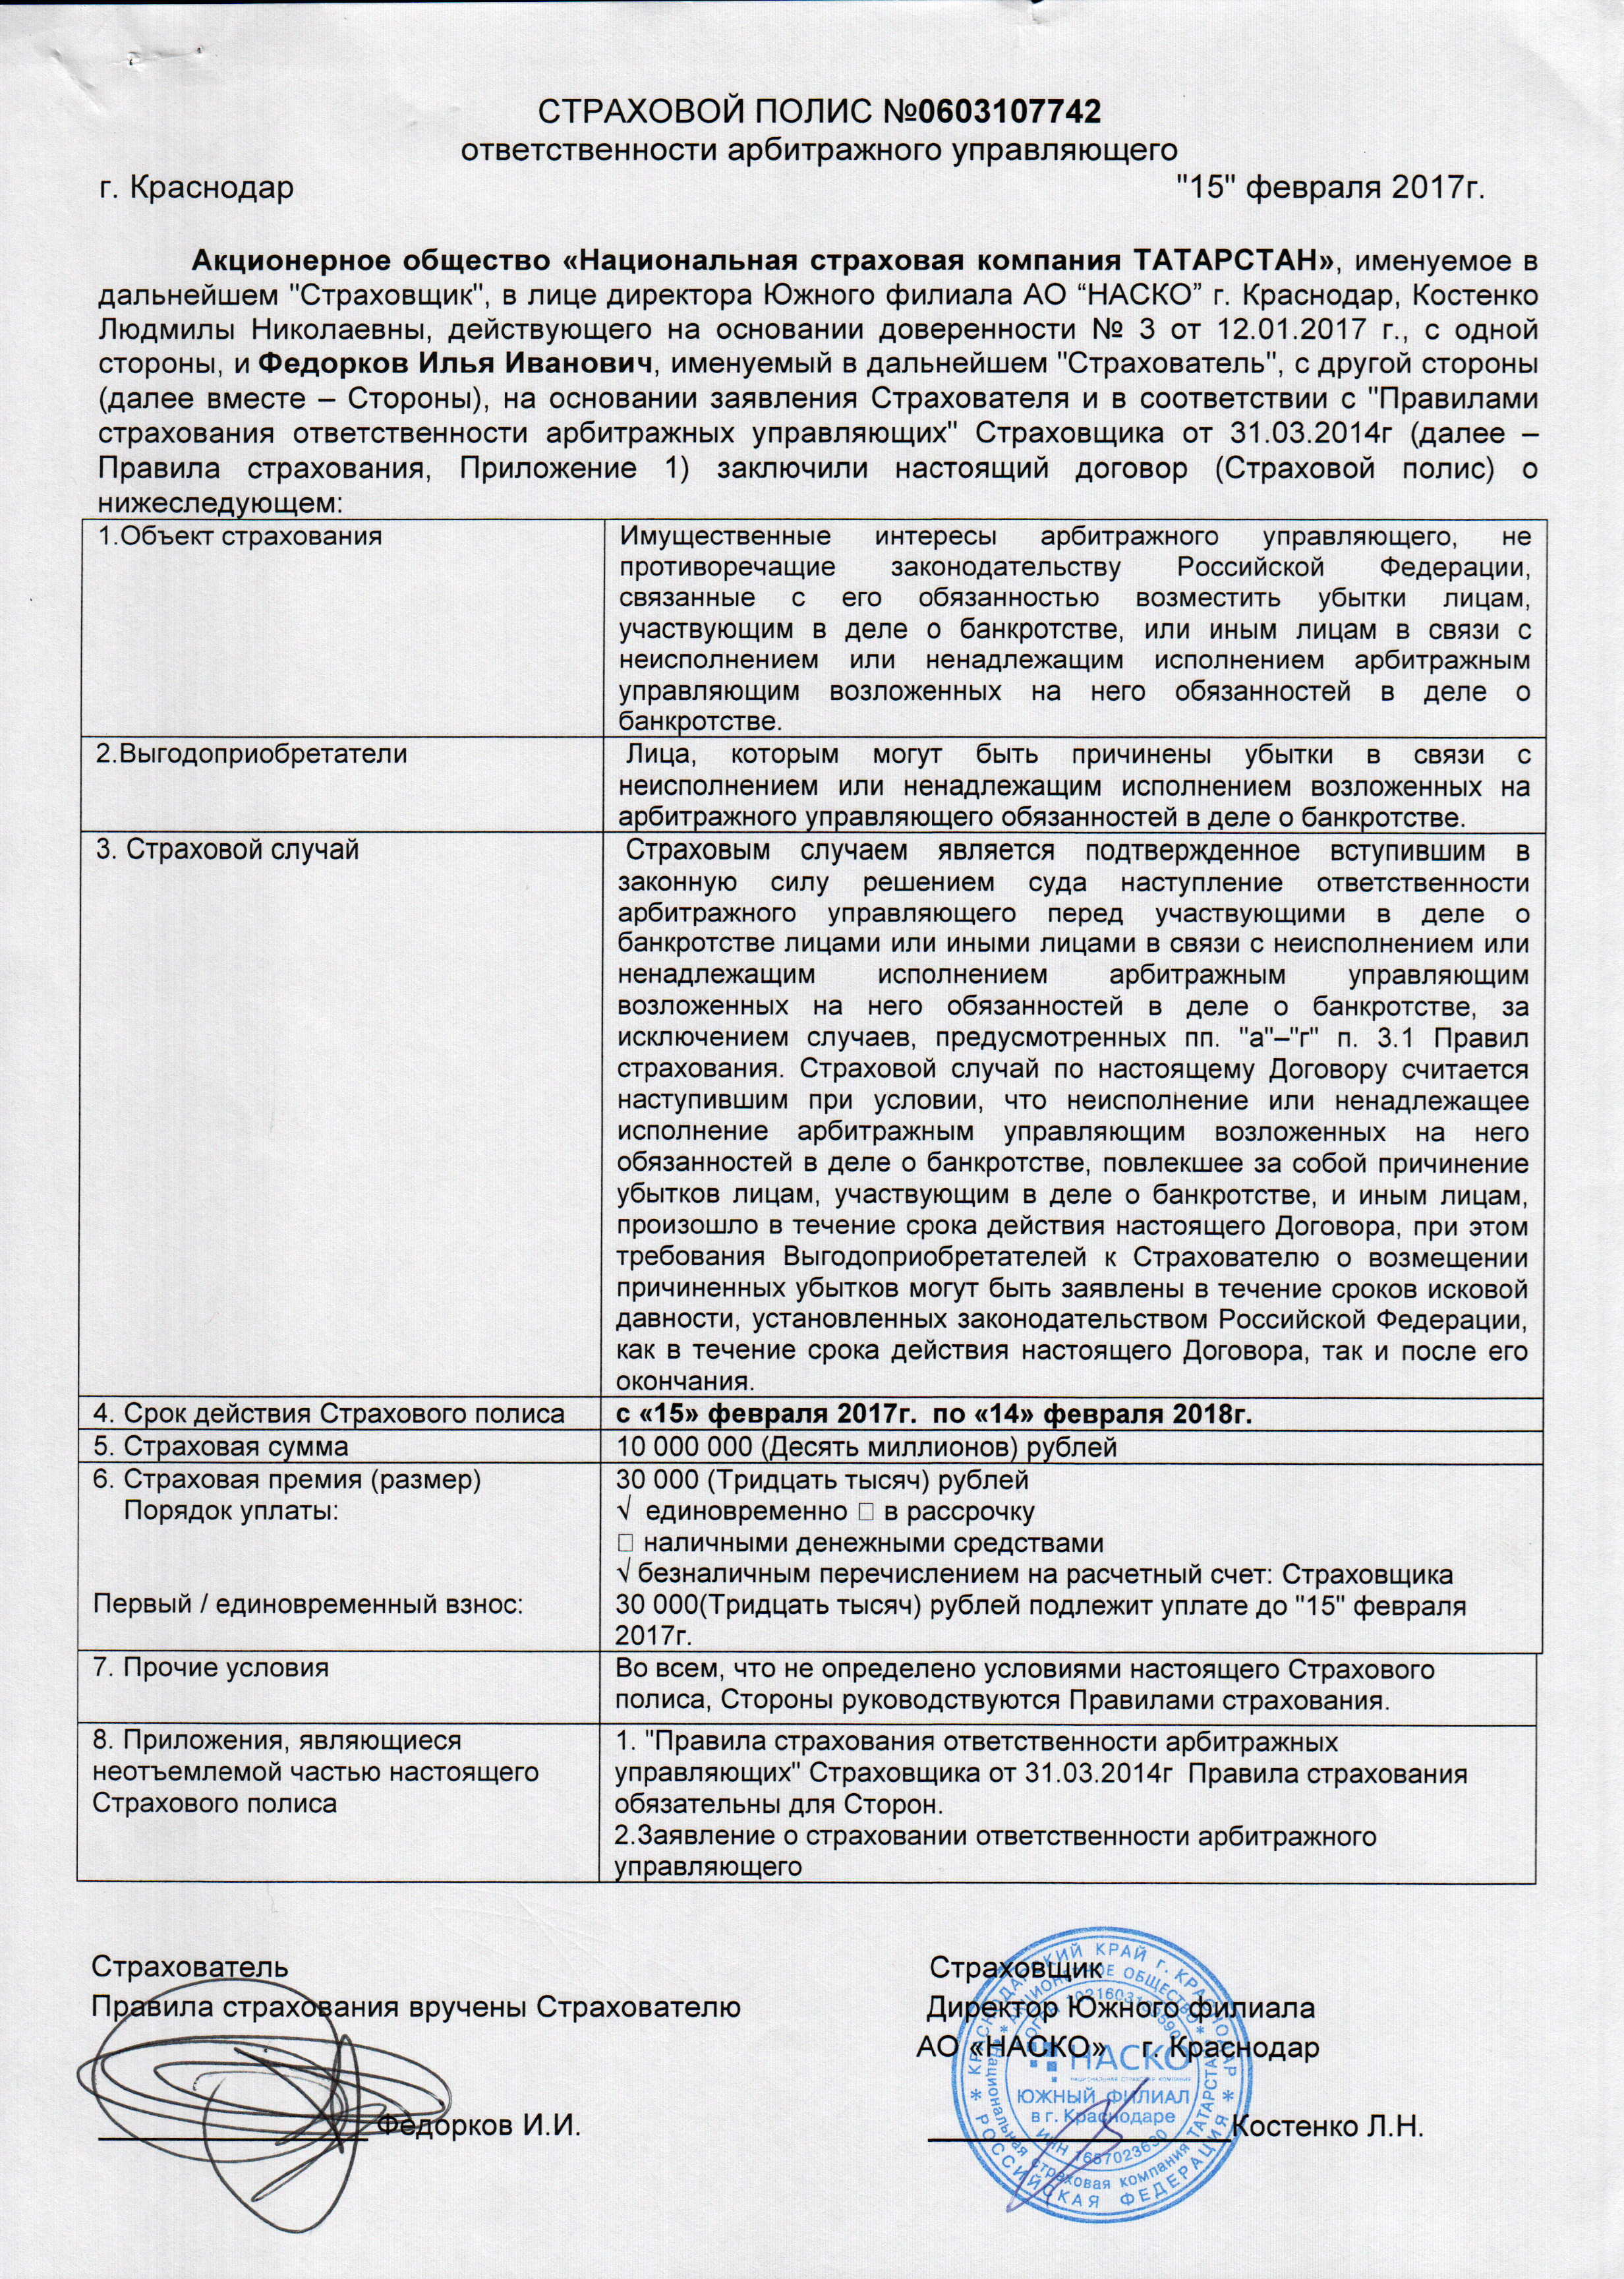 СТРАХОВОЙ ПОЛИС №0603107742
ответственности арбитражного управляющего
г. Краснодар "15" февраля 2017г.
Акционерное общество «Национальная страховая компания ТАТАРСТАН», именуемое в
дальнейшем "Страховщик", в лице директора Южного филиала АО “НАСКО” г. Краснодар, Костенко
Людмилы Николаевны, действующего на основании доверенности № 3 от 12.01.2017 г., с одной
стороны, и Федорков Илья Иванович, именуемый в дальнейшем "Страхователь", с другой стороны
(далее вместе – Стороны), на основании заявления Страхователя и в соответствии с "Правилами
страхования ответственности арбитражных управляющих" Страховщика от 31.03.2014г (далее –
Правила страхования, Приложение 1) заключили настоящий договор (Страховой полис) о
нижеследующем:
1.Объект страхования
Имущественные интересы арбитражного управляющего, не
противоречащие законодательству Российской Федерации,
связанные с его обязанностью возместить убытки лицам,
участвующим в деле о банкротстве, или иным лицам в связи с
неисполнением или ненадлежащим исполнением арбитражным
управляющим возложенных на него обязанностей в деле о
банкротстве.
2.Выгодоприобретатели
Лица, которым могут быть причинены убытки в связи с
неисполнением или ненадлежащим исполнением возложенных на
арбитражного управляющего обязанностей в деле о банкротстве.
3. Страховой случай
Страховым случаем является подтвержденное вступившим в
законную силу решением суда наступление ответственности
арбитражного управляющего перед участвующими в деле о
банкротстве лицами или иными лицами в связи с неисполнением или
ненадлежащим исполнением арбитражным управляющим
возложенных на него обязанностей в деле о банкротстве, за
исключением случаев, предусмотренных пп. "а"–"г" п. 3.1 Правил
страхования. Страховой случай по настоящему Договору считается
наступившим при условии, что неисполнение или ненадлежащее
исполнение арбитражным управляющим возложенных на него
обязанностей в деле о банкротстве, повлекшее за собой причинение
убытков лицам, участвующим в деле о банкротстве, и иным лицам,
произошло в течение срока действия настоящего Договора, при этом
требования Выгодоприобретателей к Страхователю о возмещении
причиненных убытков могут быть заявлены в течение сроков исковой
давности, установленных законодательством Российской Федерации,
как в течение срока действия настоящего Договора, так и после его
окончания.
4. Срок действия Страхового полиса
с «15» февраля 2017г. по «14» февраля 2018г.
5. Страховая сумма
10 000 000 (Десять миллионов) рублей
6. Страховая премия (размер)
Порядок уплаты:
Первый / единовременный взнос:
30 000 (Тридцать тысяч) рублей
√ единовременно □ в рассрочку
□ наличными денежными средствами
√ безналичным перечислением на расчетный счет: Страховщика
30 000(Тридцать тысяч) рублей подлежит уплате до "15" февраля
2017г.
7. Прочие условия
Во всем, что не определено условиями настоящего Страхового
полиса, Стороны руководствуются Правилами страхования.
8. Приложения, являющиеся
неотъемлемой частью настоящего
Страхового полиса
1. "Правила страхования ответственности арбитражных
управляющих" Страховщика от 31.03.2014г Правила страхования
обязательны для Сторон.
2.Заявление о страховании ответственности арбитражного
управляющего
Страхователь
Правила страхования вручены Страхователю
Федорков И.И.
Страховщик
Директор Южного филиала
АО «НАСКО» г. Краснодар
Костенко Л.Н.
КРАСНОДАРСКИЙ КРАЙ г. КРАСНОДАР
РОССИЙСКАЯ ФЕДЕРАЦИЯ
АКЦИОНЕРНОЕ ОБЩЕСТВО
Национальная страховая компания ТАТАРСТАН
НАСКО
ЮЖНЫЙ ФИЛИАЛ
в г. Краснодаре
ИНН 1657023630